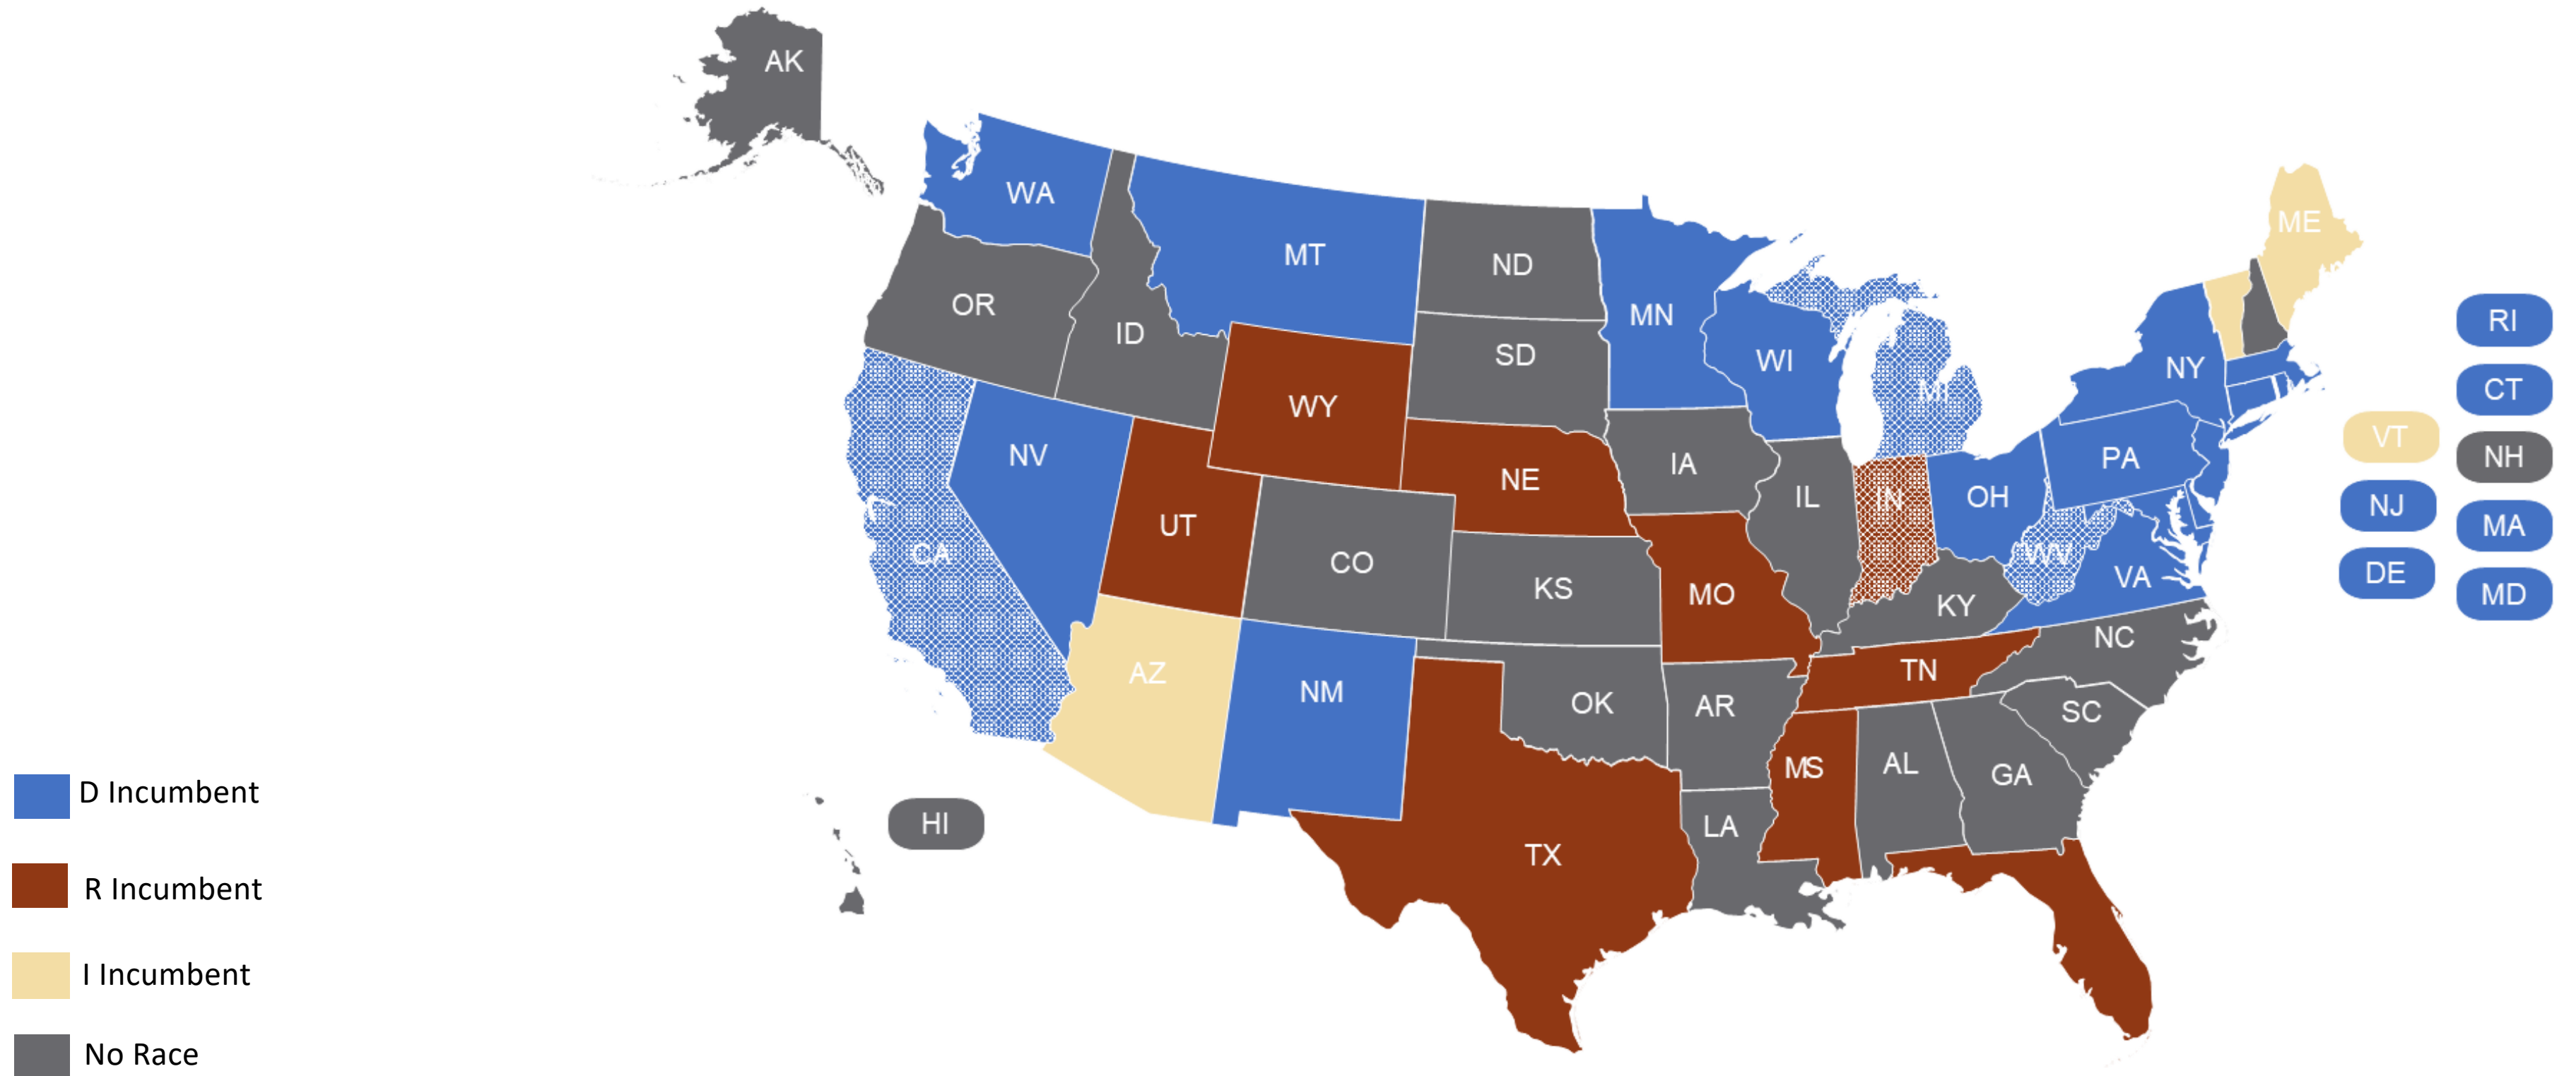 AK
WA
MT
ND
MN
ME
OR
ID
SD
WI
MI
NY
RI
CT
WY
NV
NE
IA
IL
IN
OH
PA
VT
NH
UT
CO
KS
MO
KY
WV
VA
NJ
MA
CA
DE
MD
AZ
NM
OK
AR
TN
NC
SC
MS
AL
GA
LA
TX
HI
D Incumbent
R Incumbent
I Incumbent
No Race